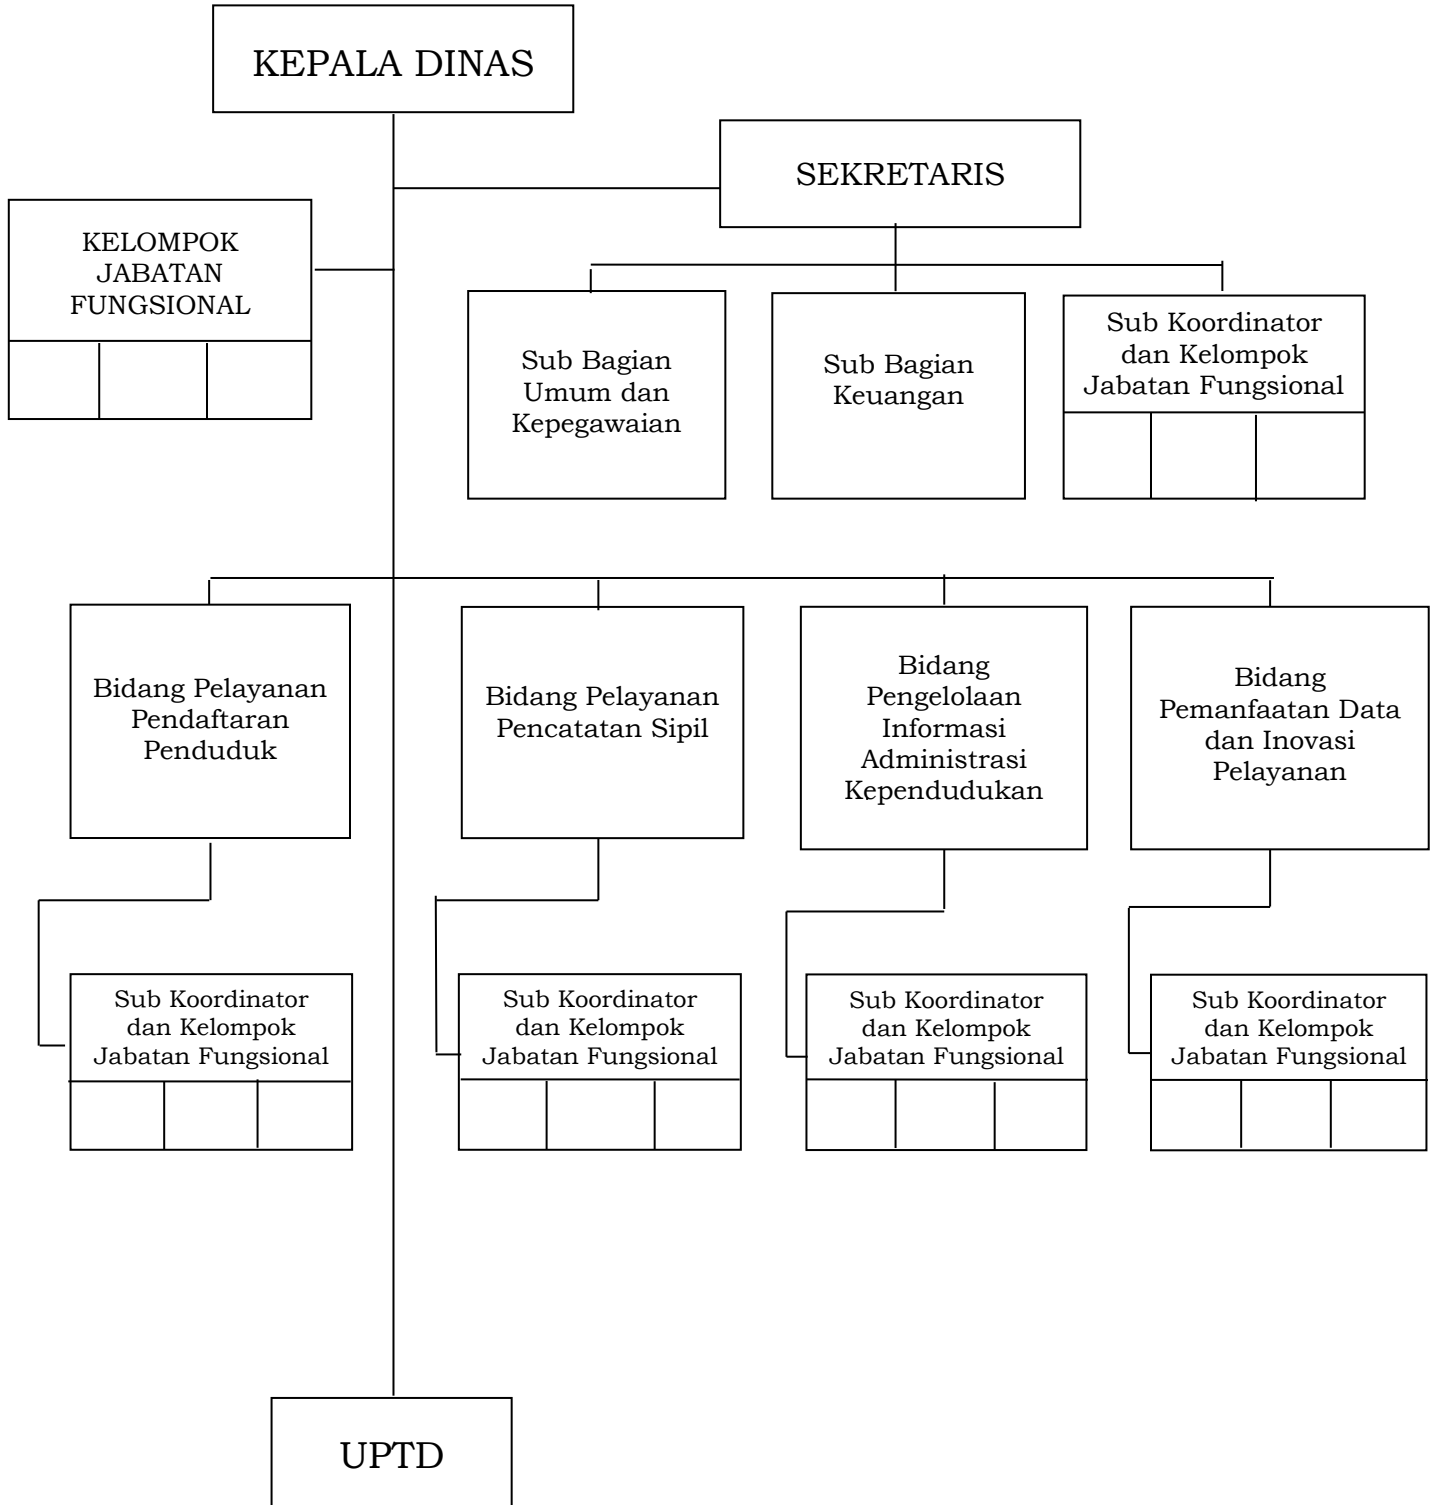 KEPALA DINAS
SEKRETARIS
KELOMPOK
JABATAN
FUNGSIONAL
Sub Bagian
Umum dan
Kepegawaian
Sub Bagian
Keuangan
Sub Koordinator
dan Kelompok
Jabatan Fungsional
Bidang Pelayanan
Pendaftaran
Penduduk
Bidang Pelayanan
Pencatatan Sipil
Bidang
Pengelolaan
Informasi
Administrasi
Kependudukan
Bidang
Pemanfaatan Data
dan Inovasi
Pelayanan
Sub Koordinator
dan Kelompok
Jabatan Fungsional
Sub Koordinator
dan Kelompok
Jabatan Fungsional
Sub Koordinator
dan Kelompok
Jabatan Fungsional
Sub Koordinator
dan Kelompok
Jabatan Fungsional
UPTD